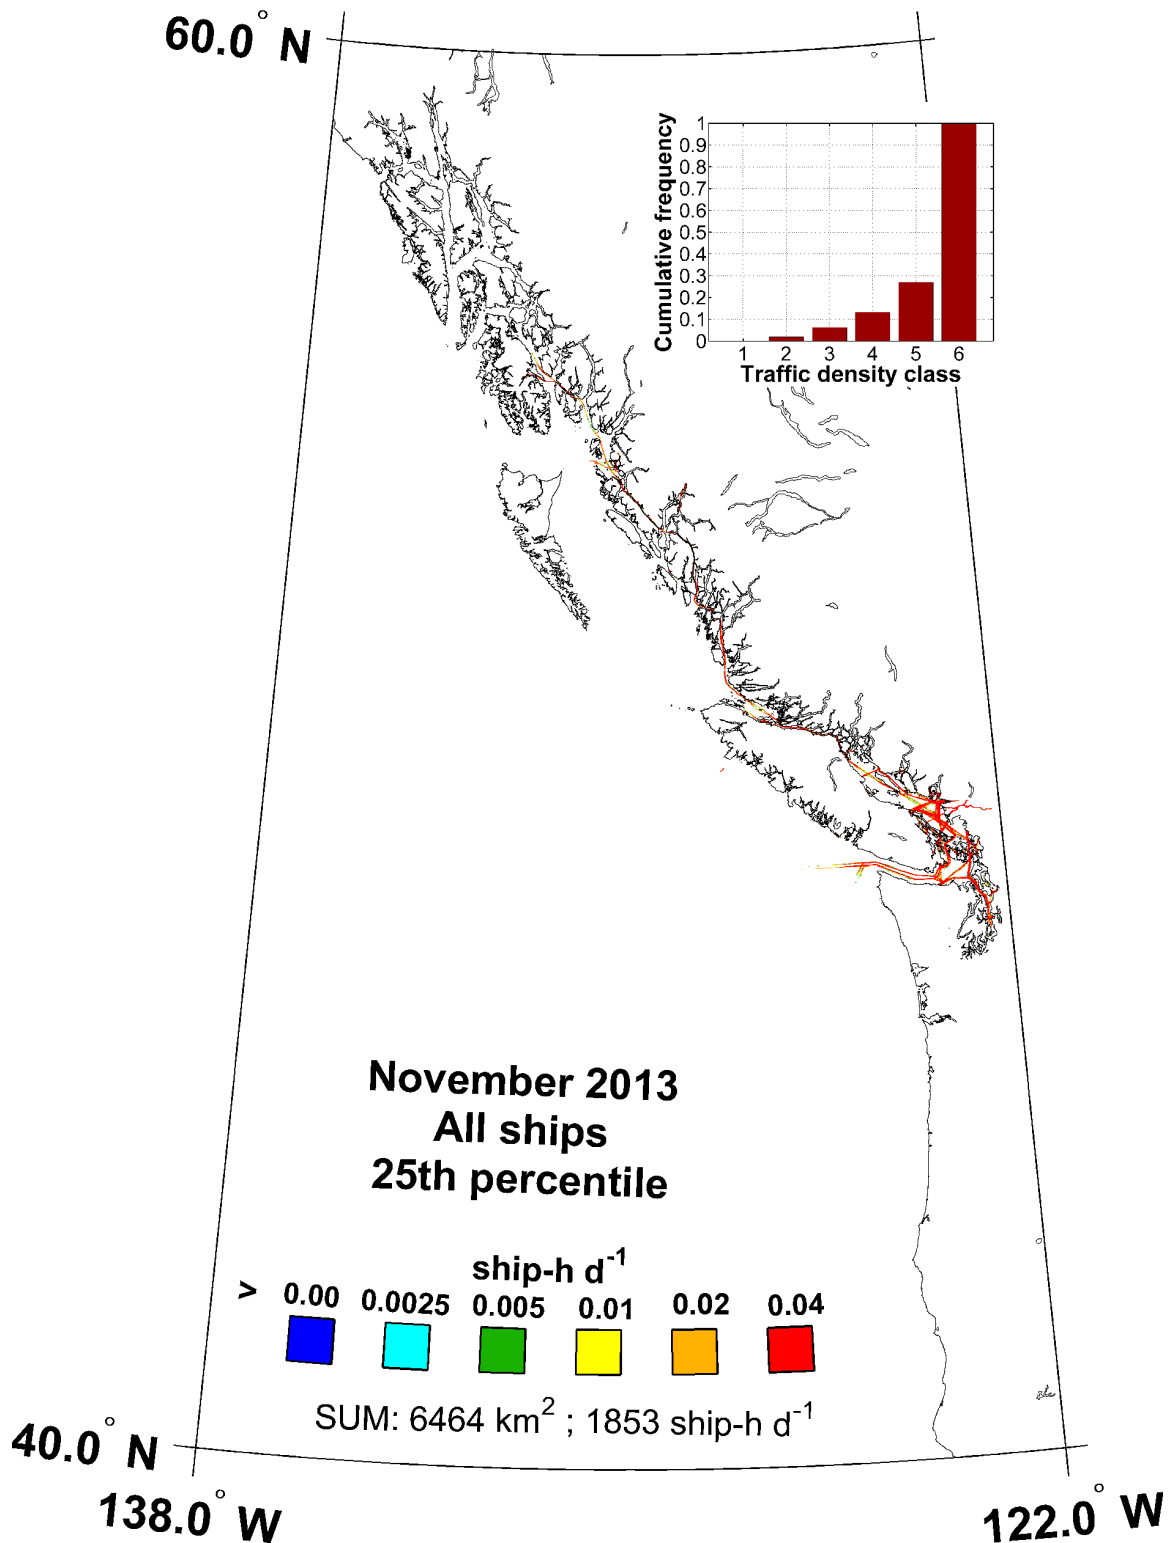 60.0° N
Cumulative frequency
1
0.9
0.8
0.7
0.6
0.5
0.4
0.3
0.2
0.1
0
1 2 3 4 5 6
Traffic density class
November 2013
All ships
25th percentile
ship-h d⁻¹
> 0.00 0.0025 0.005 0.01 0.02 0.04
SUM: 6464 km² ; 1853 ship-h d⁻¹
40.0° N
138.0° W
122.0° W